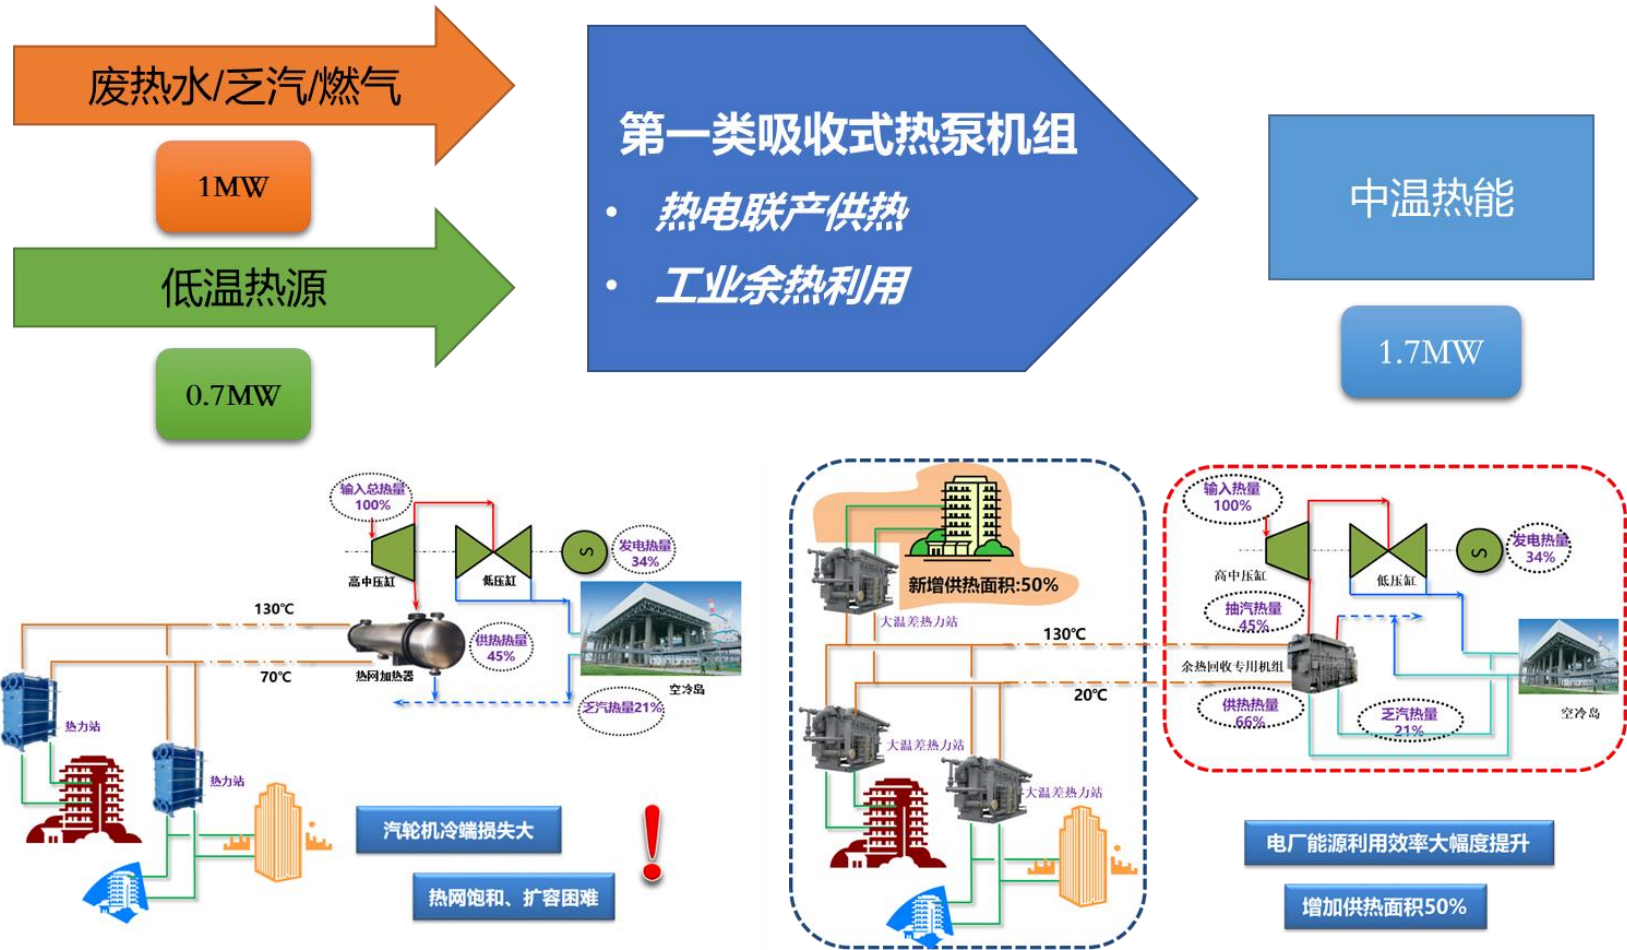 废热水/乏汽/燃气
1MW
低温热源
0.7MW
第一类吸收式热泵机组
• 热电联产供热
• 工业余热利用
中温热能
1.7MW
输入总热量
100%
高中压缸
低压缸
S
发电热量
34%
130℃
70℃
热网加热器
供热热量
45%
空冷岛
乏汽热量21%
热力站
热力站
汽轮机冷端损失大
热网饱和、扩容困难
!
新增供热面积:50%
大温差热力站
130℃
20℃
大温差热力站
大温差热力站
输入热量
100%
高中压缸
低压缸
S
发电热量
34%
抽汽热量
45%
余热回收专用机组
供热热量
66%
乏汽热量
21%
空冷岛
电厂能源利用效率大幅度提升
增加供热面积50%